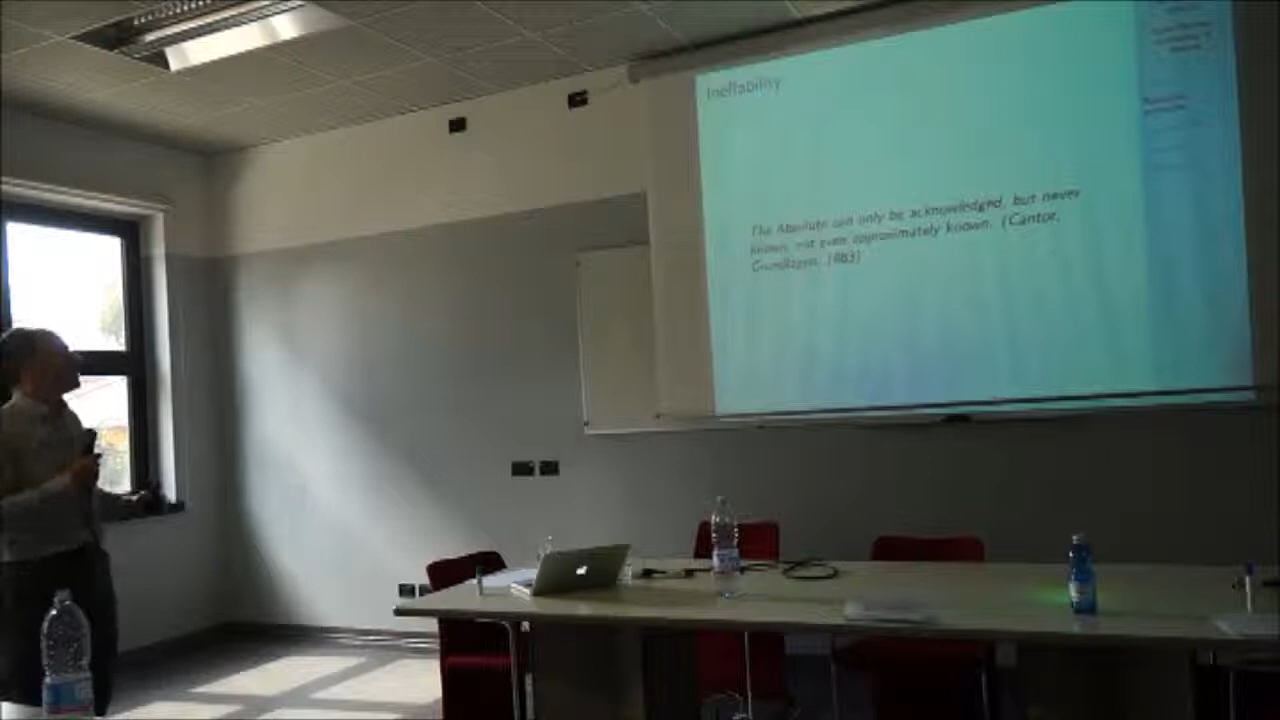 Ineffability
The Absolute can only be acknowledged, but never
known, not even approximately known. (Cantor,
Grundlagen, 1883)